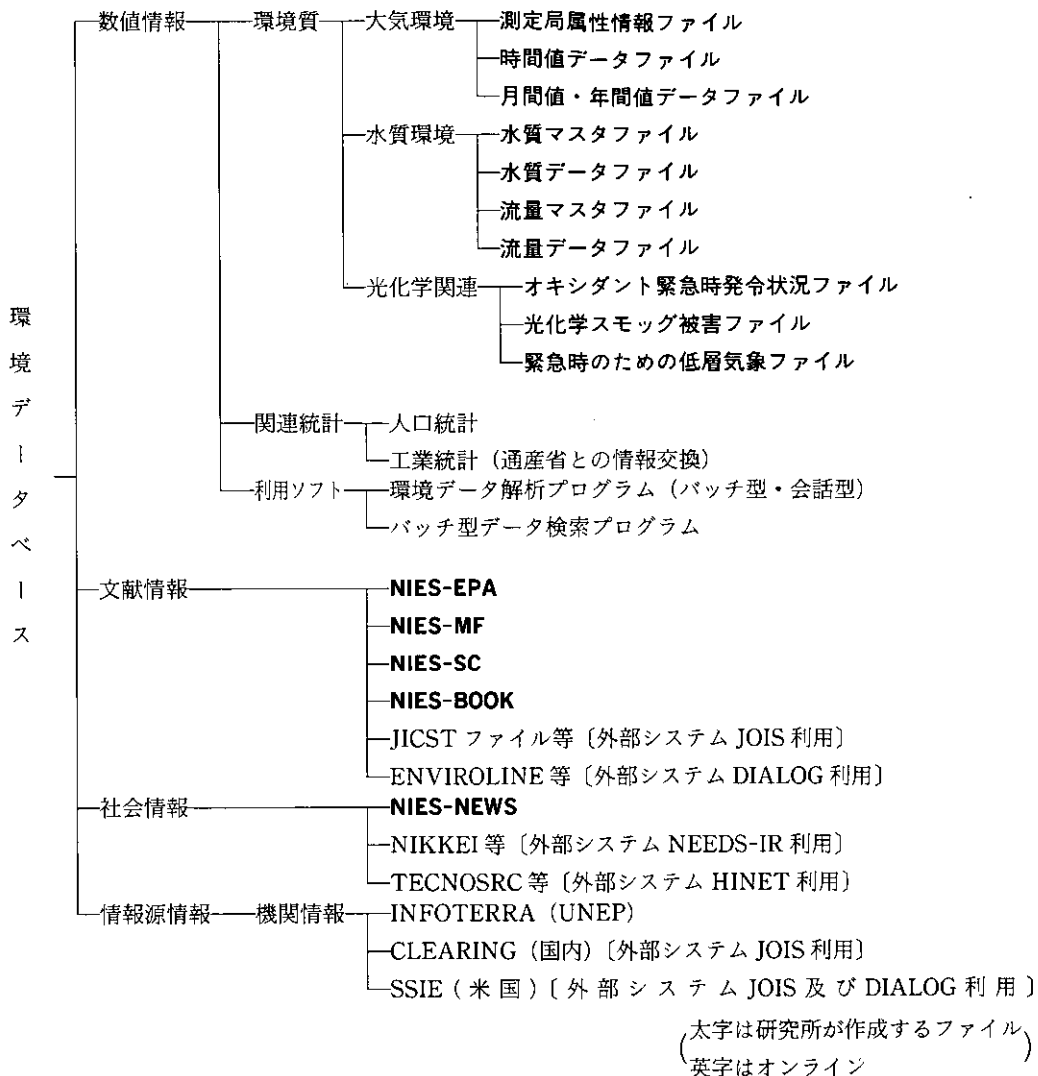 環境データベース
数値情報 環境質 大気環境 測定局属性情報ファイル
時間値データファイル
月間値・年間値データファイル
水質環境 水質マスタファイル
水質データファイル
流量マスタファイル
流量データファイル
光化学関連 オキシダント緊急時発令状況ファイル
光化学スモッグ被害ファイル
緊急時のための低層気象ファイル
関連統計 人口統計
工業統計（通産省との情報交換）
利用ソフト 環境データ解析プログラム（バッチ型・会話型）
バッチ型データ検索プログラム
文献情報 NIES-EPA
NIES-MF
NIES-SC
NIES-BOOK
JICST ファイル等〔外部システム JOIS 利用〕
ENVIROLINE 等〔外部システム DIALOG 利用〕
社会情報 NIES-NEWS
NIKKEI 等〔外部システム NEEDS-IR 利用〕
TECNOSRC 等〔外部システム HINET 利用〕
情報源情報 機関情報 INFOTERRA（UNEP）
CLEARING（国内）〔外部システム JOIS 利用〕
SSIE（米国）〔外部システム JOIS 及び DIALOG 利用〕
（太字は研究所が作成するファイル
英字はオンライン）